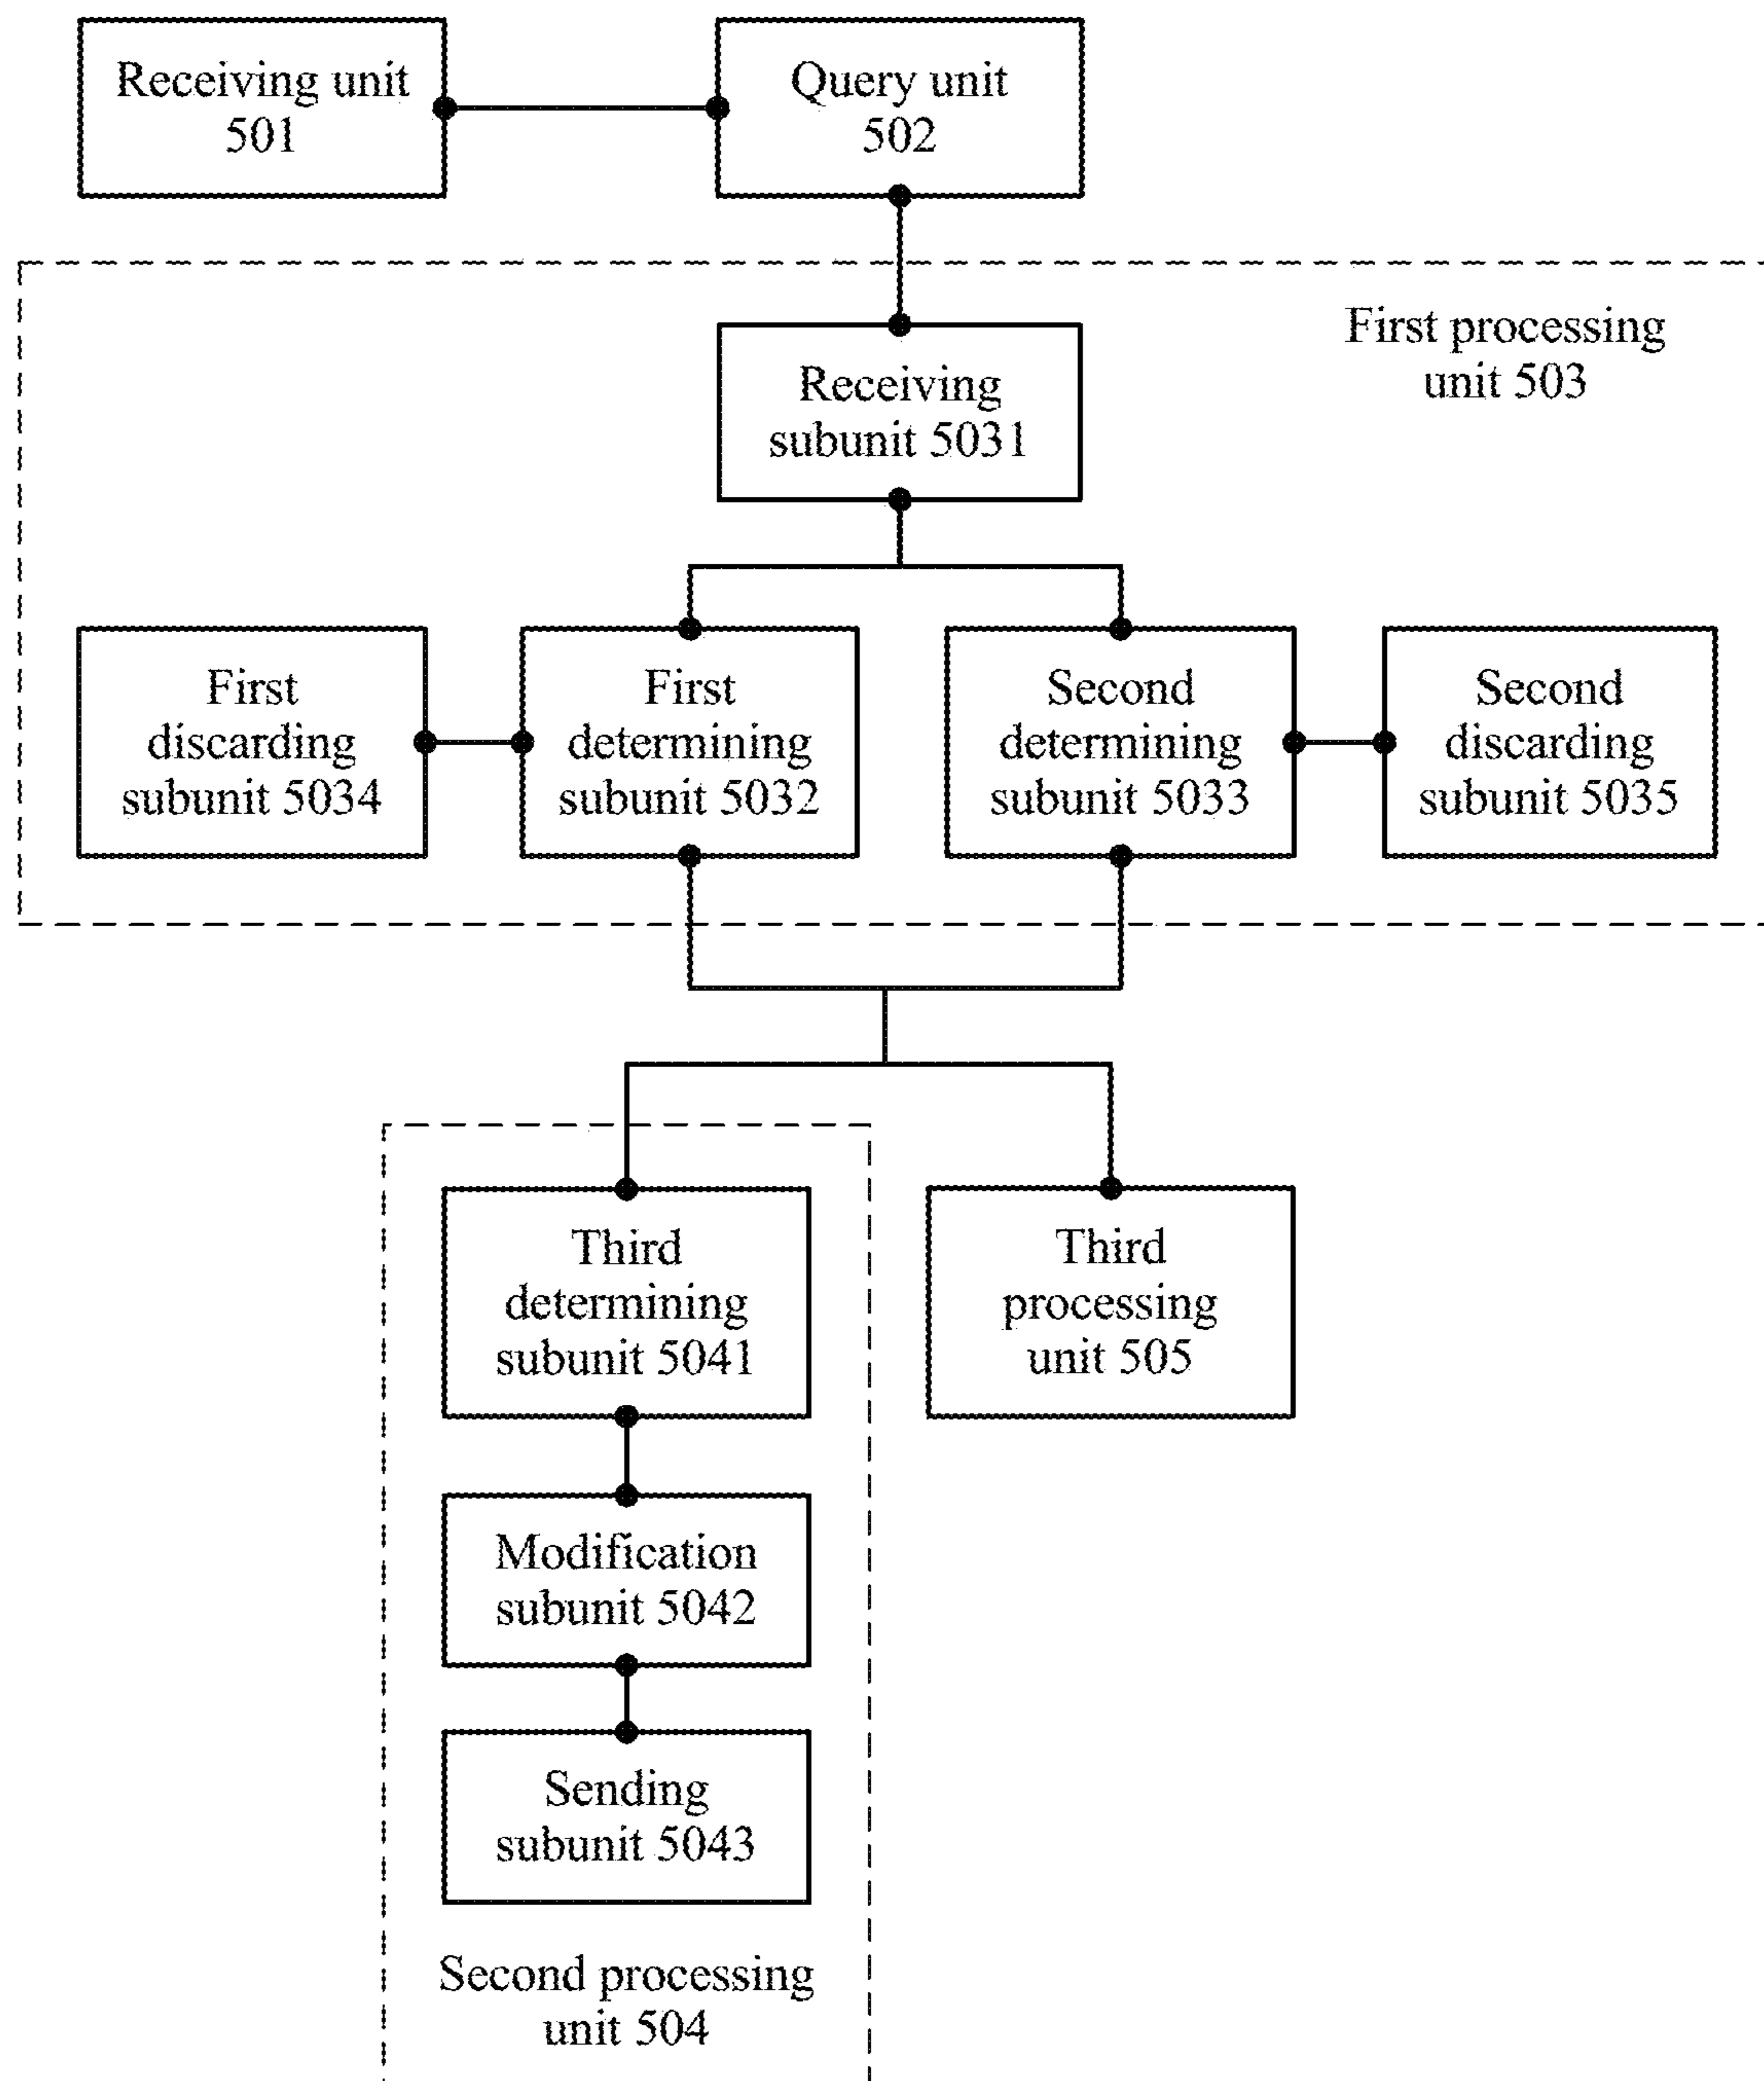 Receiving unit
501
Query unit
502
First processing
unit 503
Receiving
subunit 5031
First
discarding
subunit 5034
First
determining
subunit 5032
Second
determining
subunit 5033
Second
discarding
subunit 5035
Third
determining
subunit 5041
Third
processing
unit 505
Modification
subunit 5042
Sending
subunit 5043
Second processing
unit 504